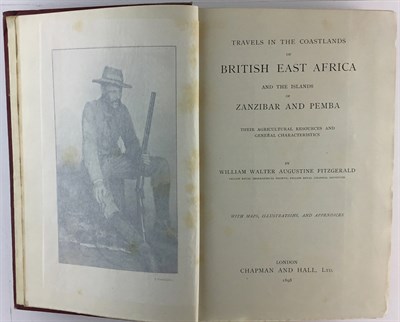 TRAVELS IN THE COASTLANDS
OF
BRITISH EAST AFRICA
AND THE ISLANDS
OF
ZANZIBAR AND PEMBA
THEIR AGRICULTURAL RESOURCES AND
GENERAL CHARACTERISTICS
BY
WILLIAM WALTER AUGUSTINE FITZGERALD
WITH MAPS, ILLUSTRATIONS, AND APPENDICES
LONDON
CHAPMAN AND HALL, LD.
1898